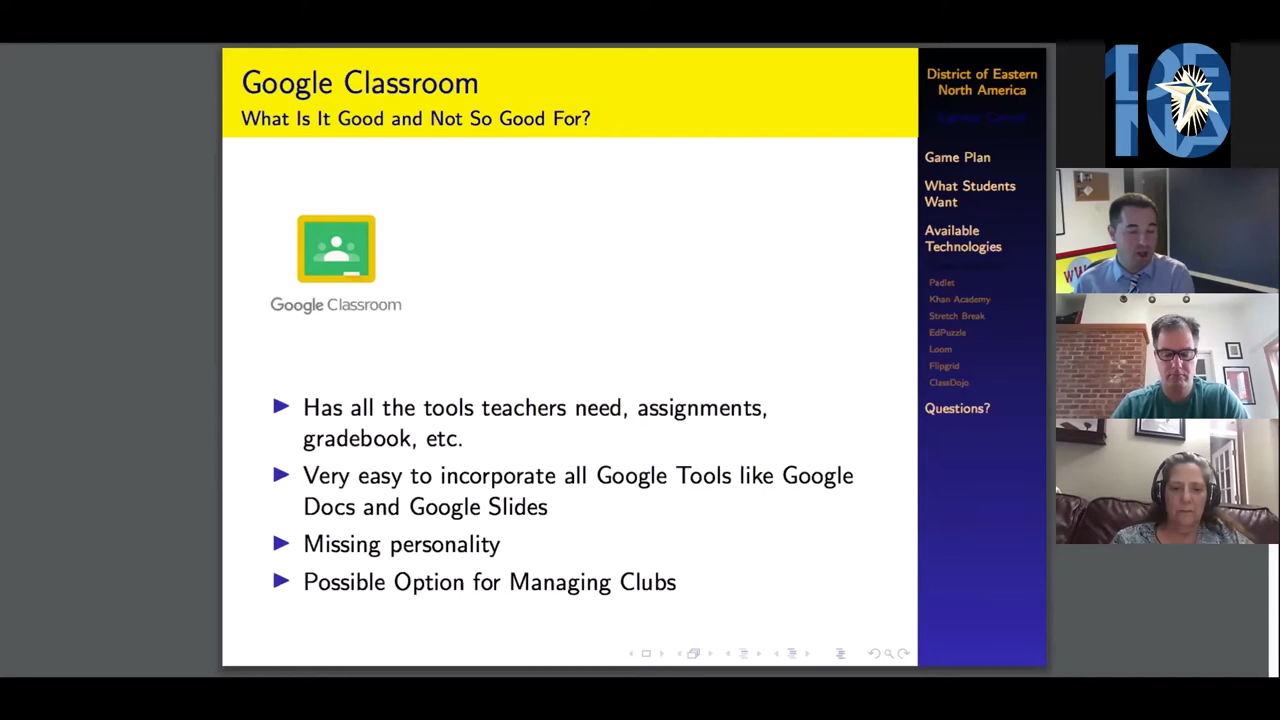 Google Classroom
What Is It Good and Not So Good For?
Google Classroom
▶ Has all the tools teachers need, assignments,
gradebook, etc.
▶ Very easy to incorporate all Google Tools like Google
Docs and Google Slides
▶ Missing personality
▶ Possible Option for Managing Clubs
District of Eastern
North America
Game Plan
What Students
Want
Available
Technologies
Padlet
Khan Academy
Stretch Break
EdPuzzle
Loom
Flipgrid
ClassDojo
Questions?